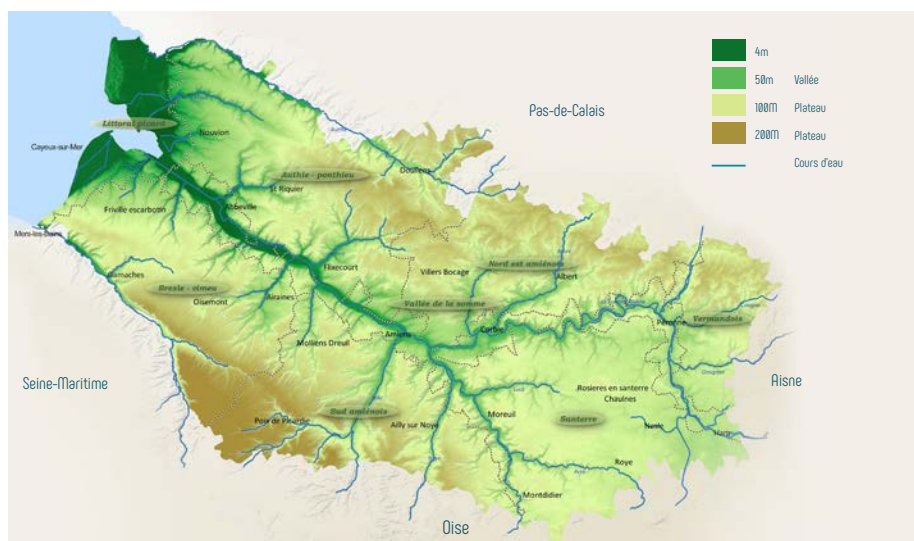 4m
50m Vallée
100M Plateau
200M Plateau
Cours d'eau
Pas-de-Calais
Littoral picard
Nouvion
Cayeux-sur-Mer
Authie
Doullens
Authie - ponthieu
St Riquier
Friville escarbotin
Abbeville
Mers-les-Bains
Gamaches
Flixecourt
Villers Bocage
Nord est amiénois
Albert
Bresle - vimeu
Oisemont
Airaines
Vallée de la somme
Corbie
Péronne
Vermandois
Molliens Dreuil
Amiens
Seine-Maritime
Aisne
Rosieres en santerre
Chaulnes
Sud amiénois
Poix de Picardie
Ailly sur Noye
Moreuil
Santerre
Nesle
Ham
Roye
Montdidier
Oise